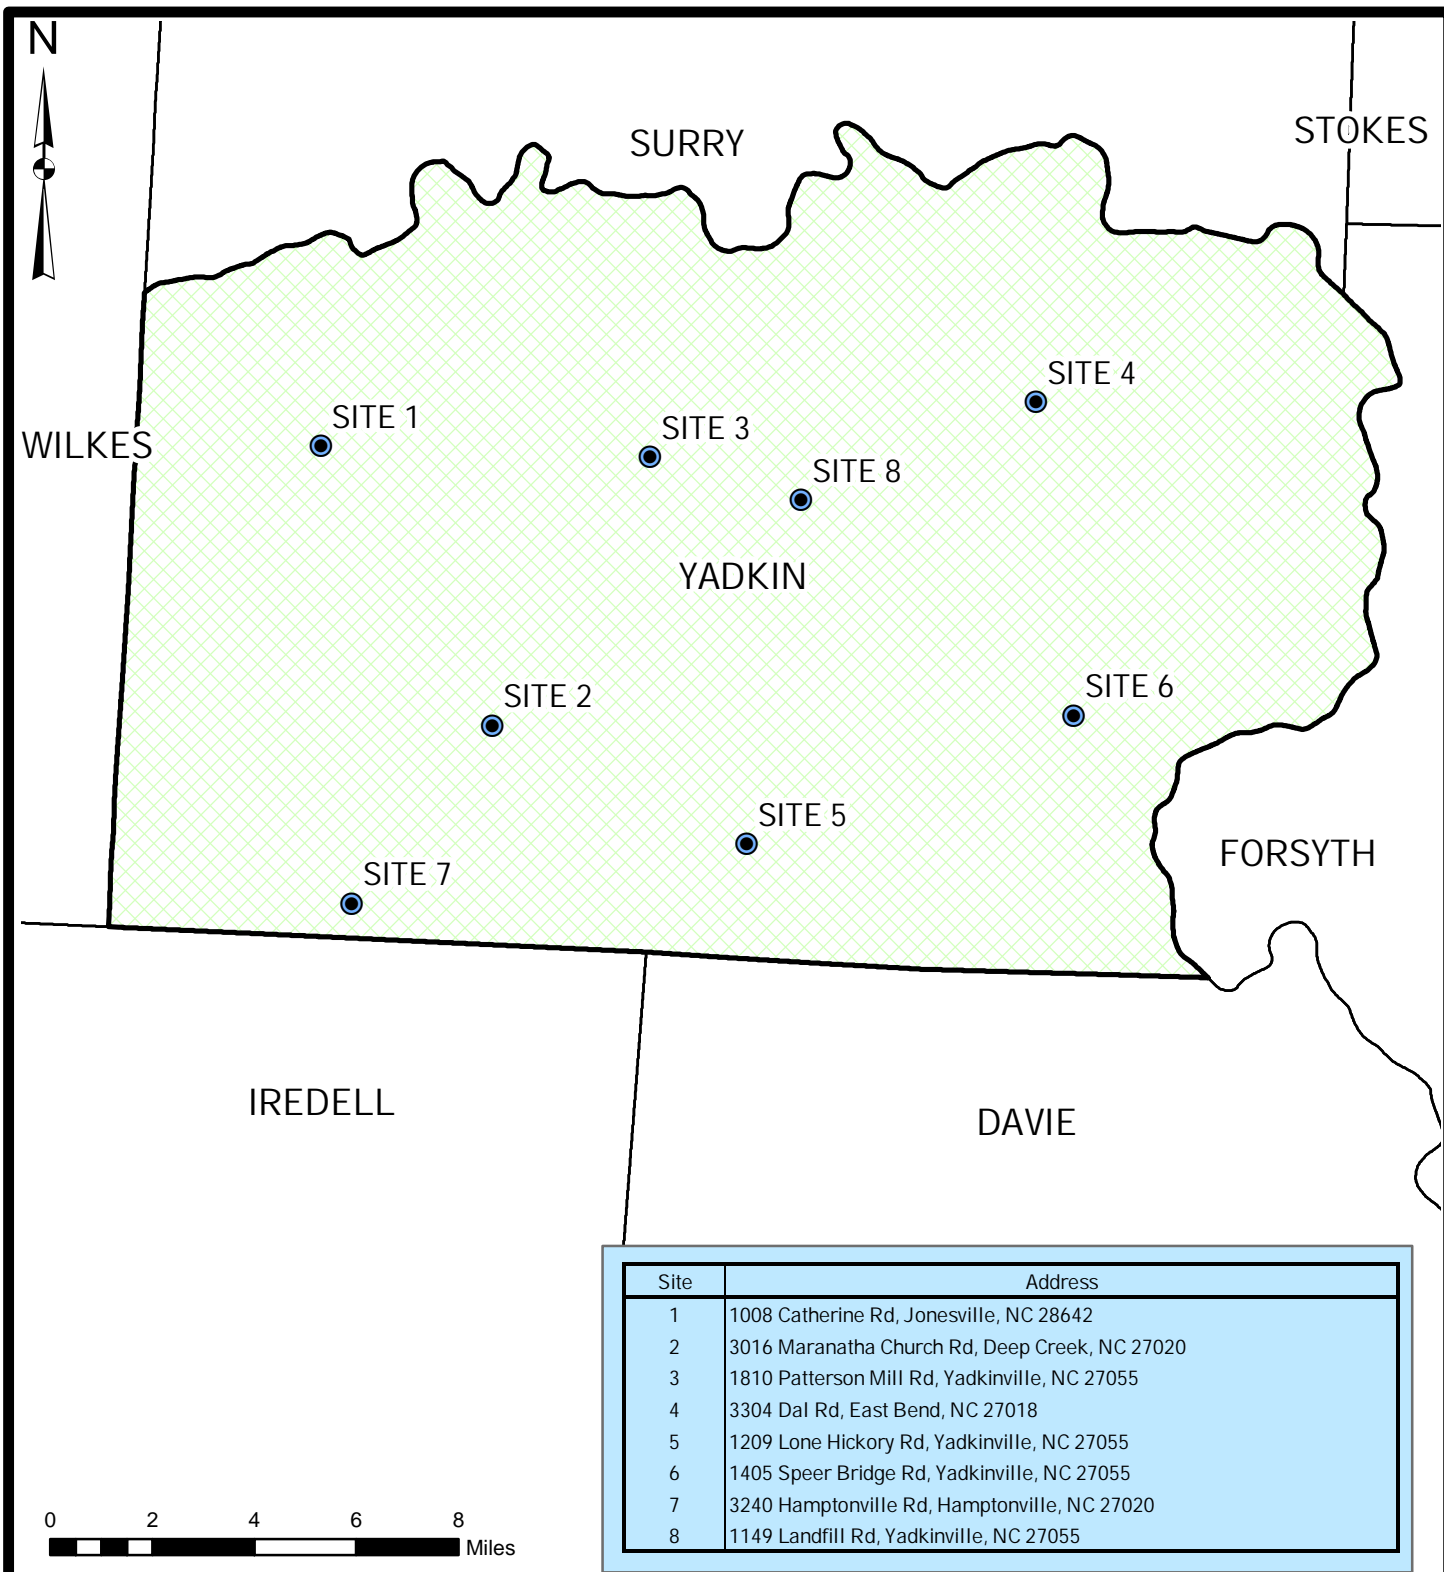 N
SURRY
STOKES
SITE 4
SITE 1
SITE 3
WILKES
SITE 8
YADKIN
SITE 6
SITE 2
SITE 5
FORSYTH
SITE 7
IREDELL
DAVIE
Site Address
1 1008 Catherine Rd, Jonesville, NC 28642
2 3016 Maranatha Church Rd, Deep Creek, NC 27020
3 1810 Patterson Mill Rd, Yadkinville, NC 27055
4 3304 Dal Rd, East Bend, NC 27018
5 1209 Lone Hickory Rd, Yadkinville, NC 27055
6 1405 Speer Bridge Rd, Yadkinville, NC 27055
7 3240 Hamptonville Rd, Hamptonville, NC 27020
8 1149 Landfill Rd, Yadkinville, NC 27055
0 2 4 6 8
Miles